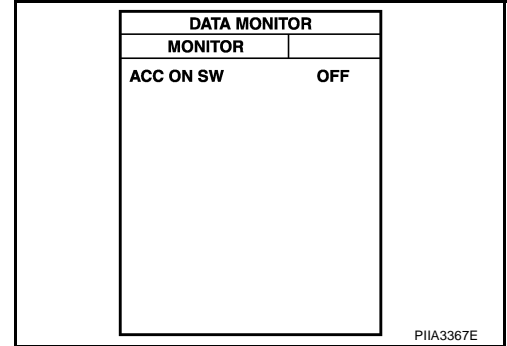 DATA MONITOR
MONITOR
ACC ON SW OFF
PIIA3367E